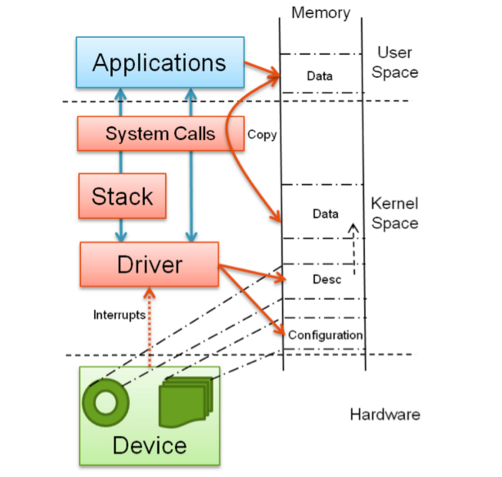 Memory
Applications
Data
User
Space
System Calls
Copy
Stack
Data
Kernel
Space
Driver
Desc
Interrupts
Configuration
Device
Hardware